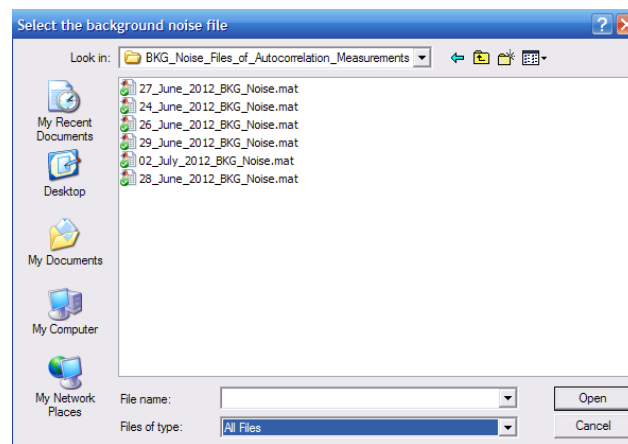 Select the background noise file
Look in: BKG_Noise_Files_of_Autocorrelation_Measurements
My Recent
Documents
Desktop
My Documents
My Computer
My Network
Places
27_June_2012_BKG_Noise.mat
24_June_2012_BKG_Noise.mat
26_June_2012_BKG_Noise.mat
29_June_2012_BKG_Noise.mat
02_July_2012_BKG_Noise.mat
28_June_2012_BKG_Noise.mat
File name:
Open
Files of type: All Files
Cancel